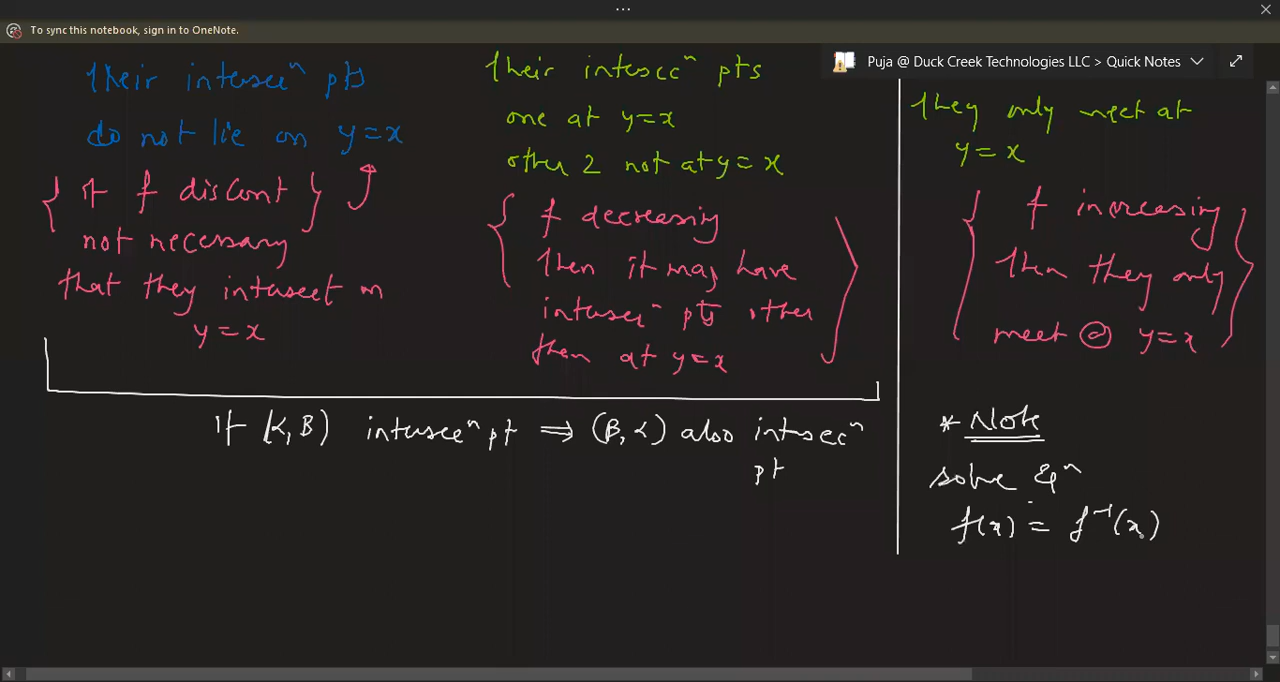 To sync this notebook, sign in to OneNote.
Puja @ Duck Creek Technologies LLC > Quick Notes
their intersecⁿ pts
do not lie on y=x
{ if f discont }
not necessary
that they intersect on
y=x
their intersecⁿ pts
one at y=x
other 2 not at y=x
{ f decreasing
then it may have
intersecⁿ pts other
then at y=x }
they only meet at
y=x
{ f increasing
then they only
meet @ y=x }
If (α,β) intersecⁿ pt ⟹ (β,α) also intersecⁿ
pt
* Note
solve eqⁿ
f(x) = f⁻¹(x)